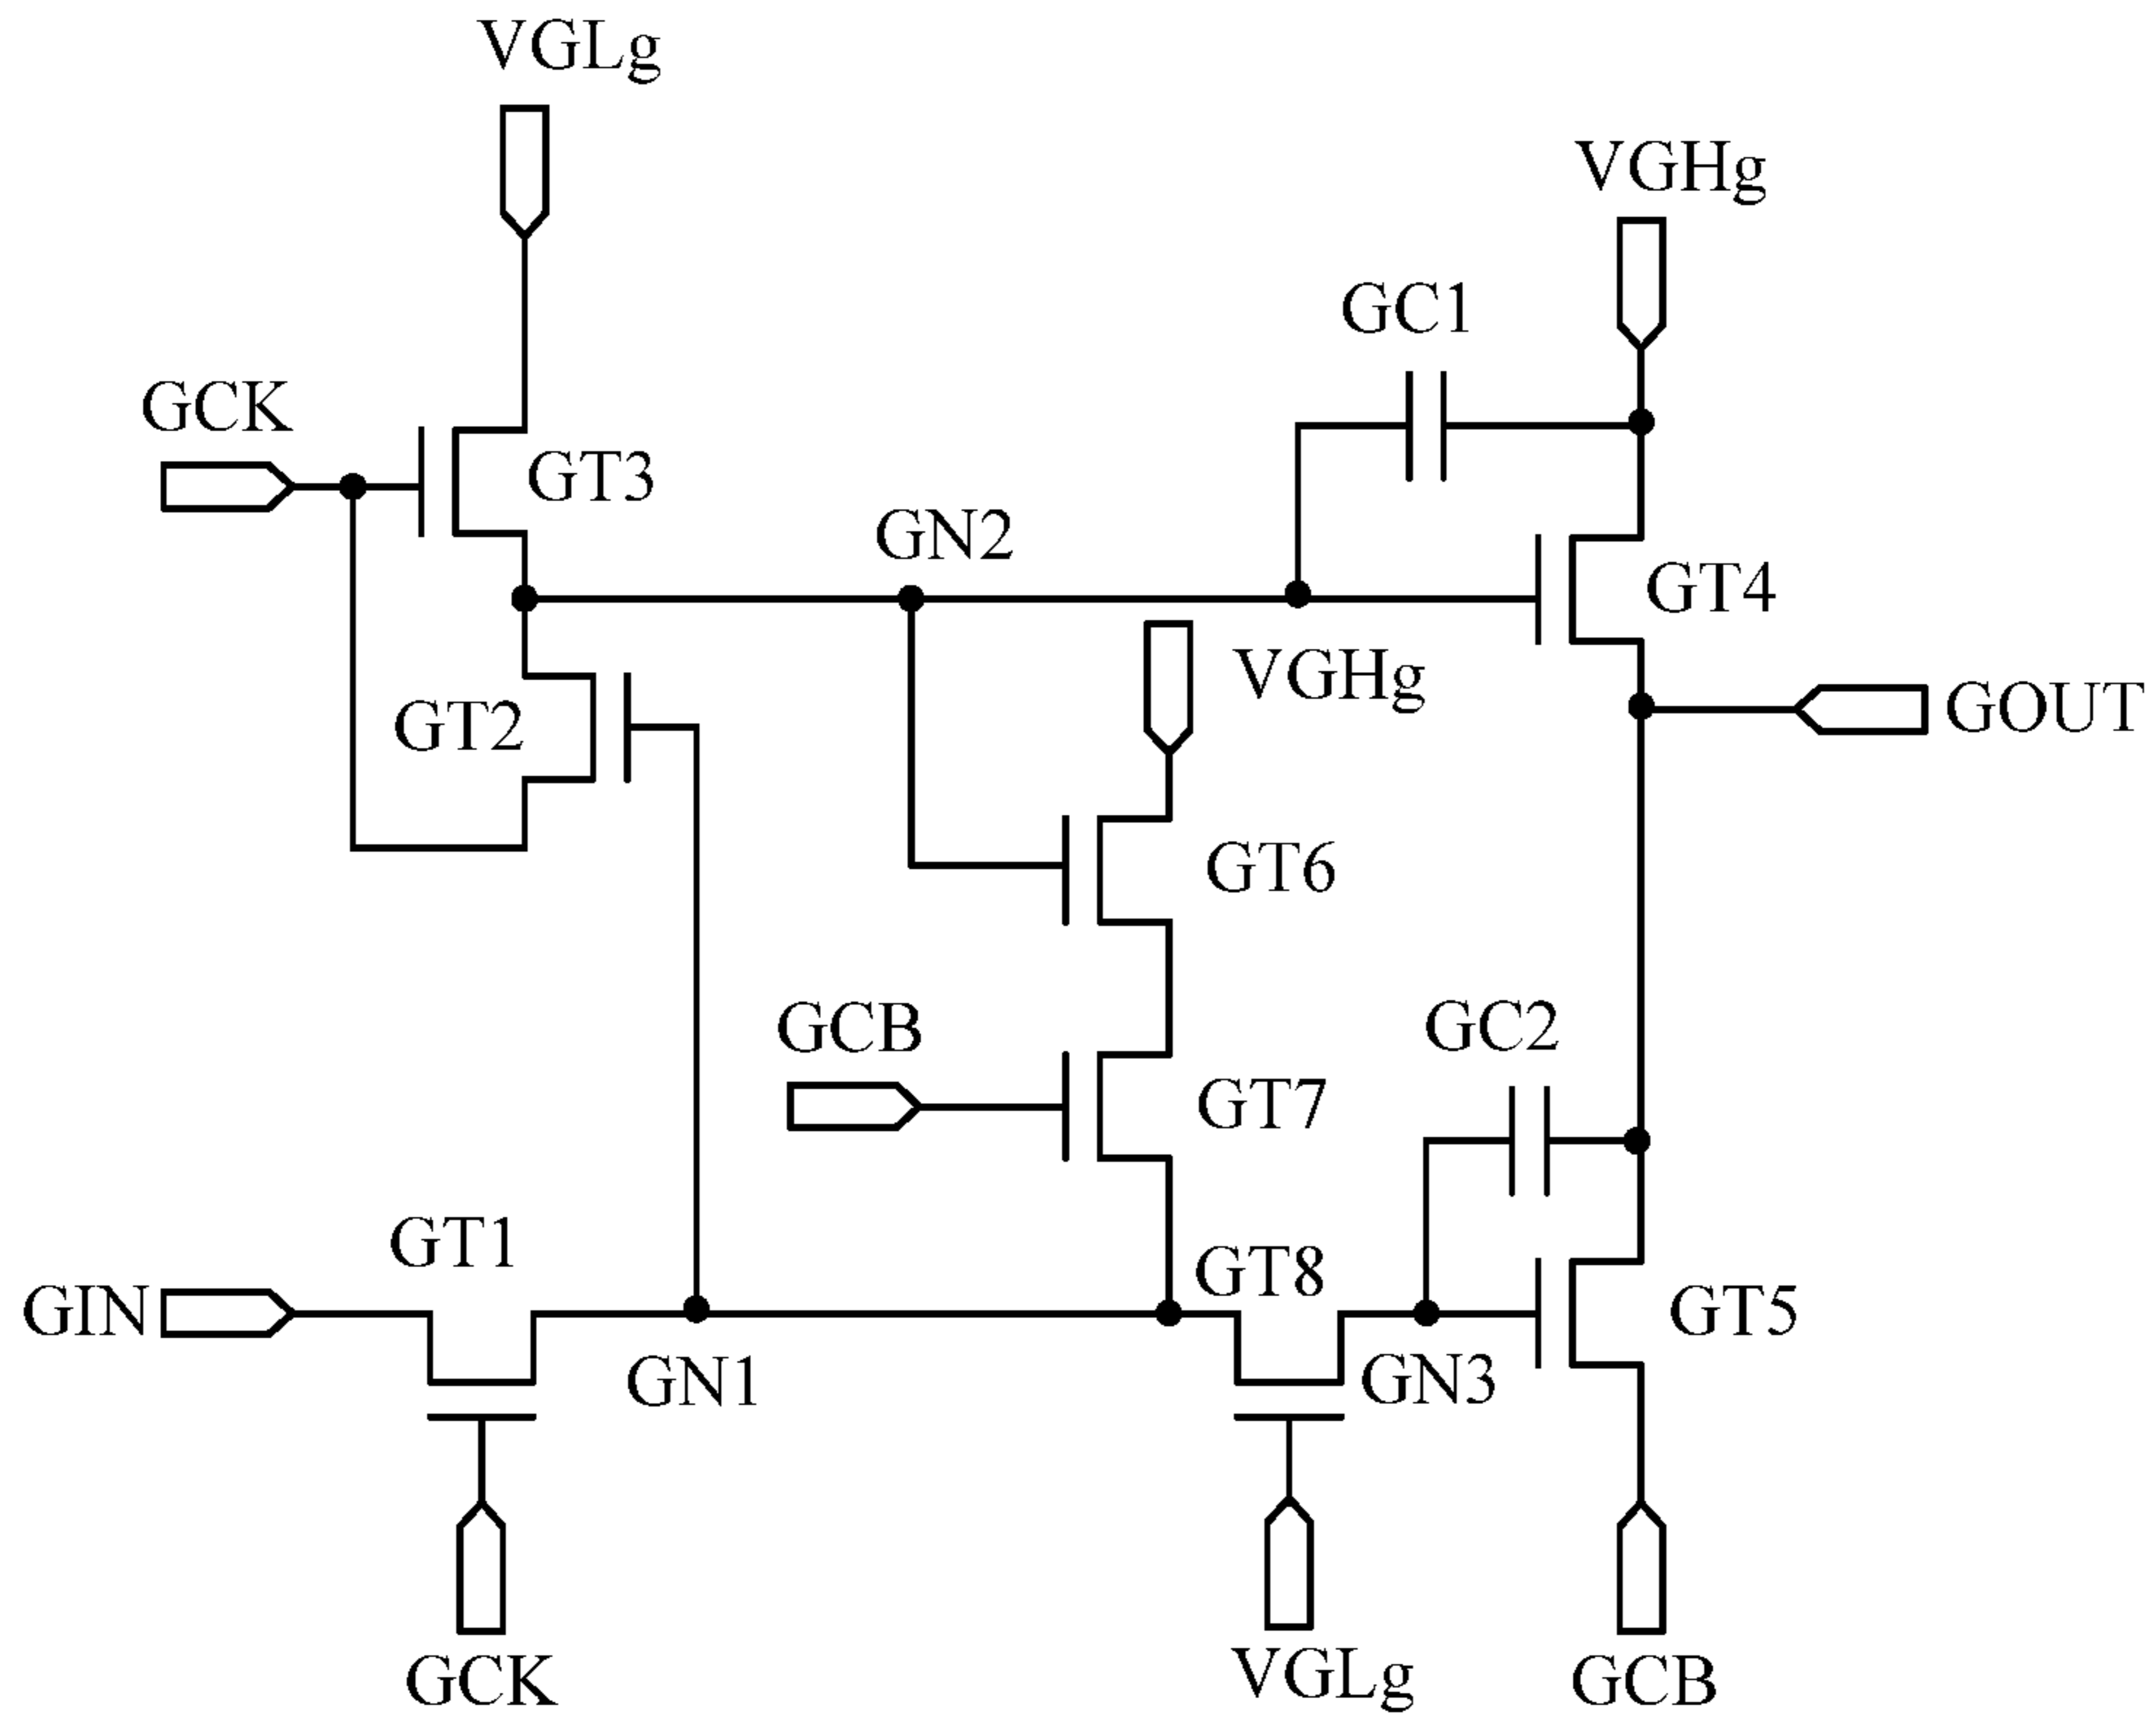 VGLg
VGHg
GC1
GCK
GT3
GN2
GT4
VGHg
GOUT
GT2
GT6
GCB
GC2
GT7
GT1
GT8
GIN
GT5
GN1
GN3
GCK
VGLg
GCB